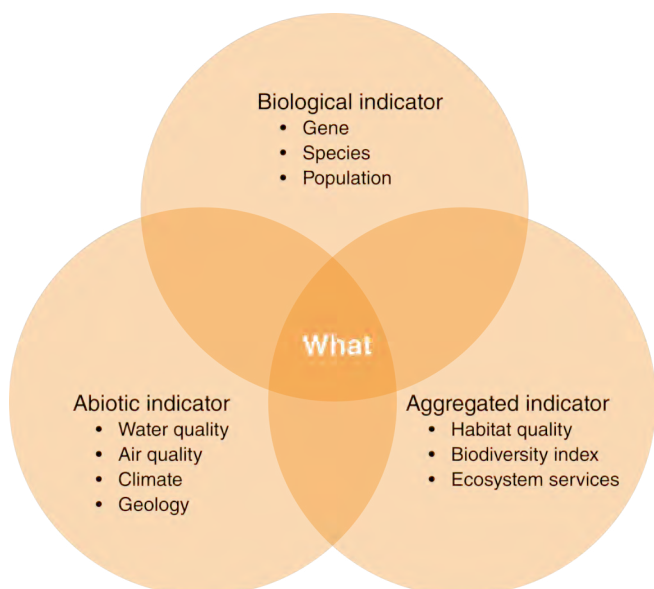 Biological indicator
• Gene
• Species
• Population
What
Abiotic indicator
• Water quality
• Air quality
• Climate
• Geology
Aggregated indicator
• Habitat quality
• Biodiversity index
• Ecosystem services